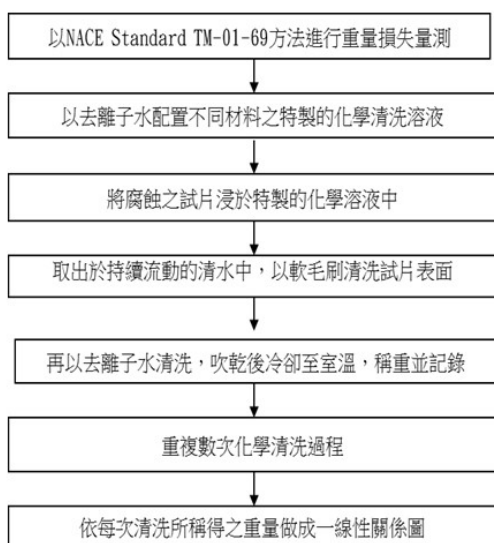 以NACE Standard TM-01-69方法進行重量損失量測
以去離子水配置不同材料之特製的化學清洗溶液
將腐蝕之試片浸於特製的化學溶液中
取出於持續流動的清水中，以軟毛刷清洗試片表面
再以去離子水清洗，吹乾後冷卻至室溫，稱重並記錄
重複數次化學清洗過程
依每次清洗所稱得之重量做成一線性關係圖